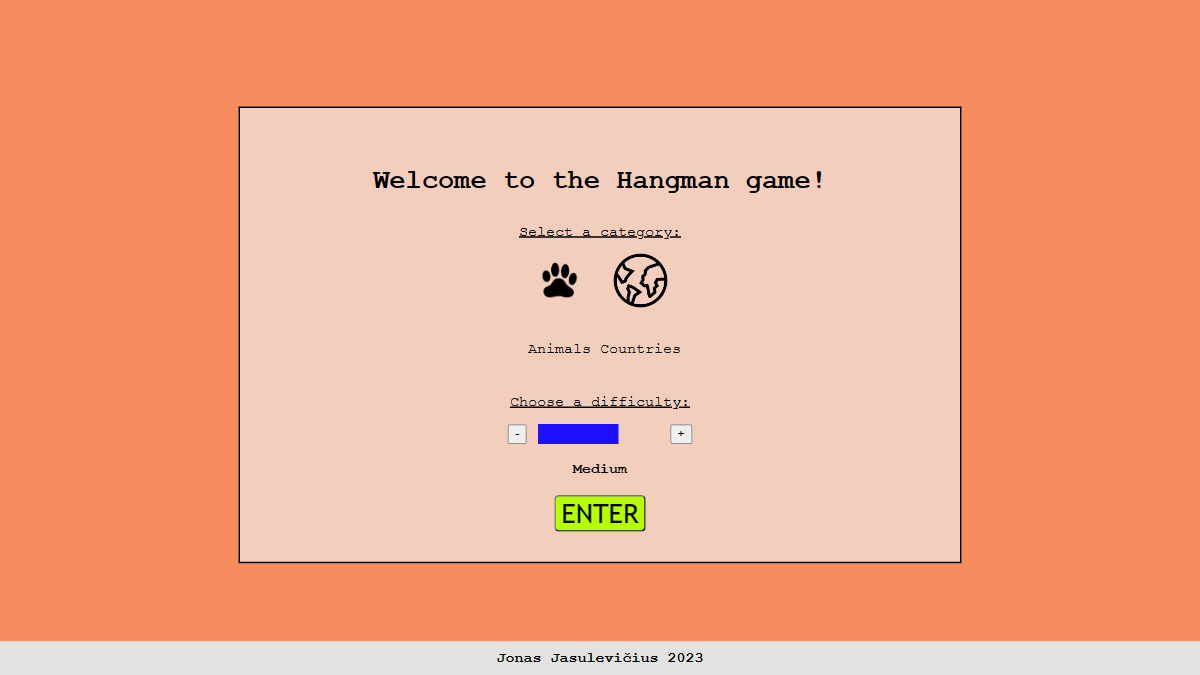 Welcome to the Hangman game!
Select a category:
Animals Countries
Choose a difficulty:
- +
Medium
ENTER
Jonas Jasulevičius 2023